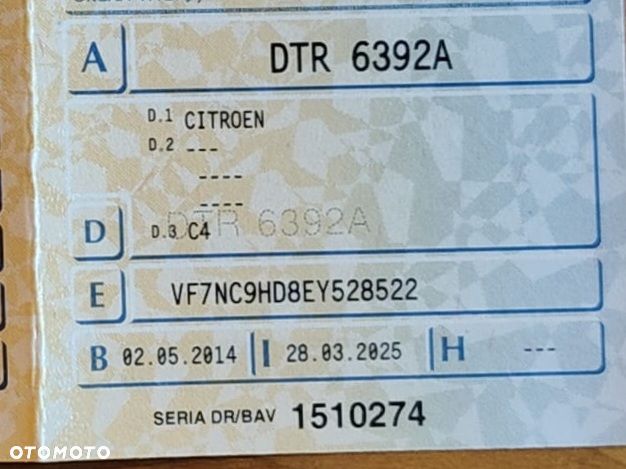 A DTR 6392A
D.1 CITROEN
D.2 ---
----
----
DTR 6392A
D D.3 C4
E VF7NC9HD8EY528522
B 02.05.2014 I 28.03.2025 H ---
SERIA DR/BAV 1510274
OTOMOTO